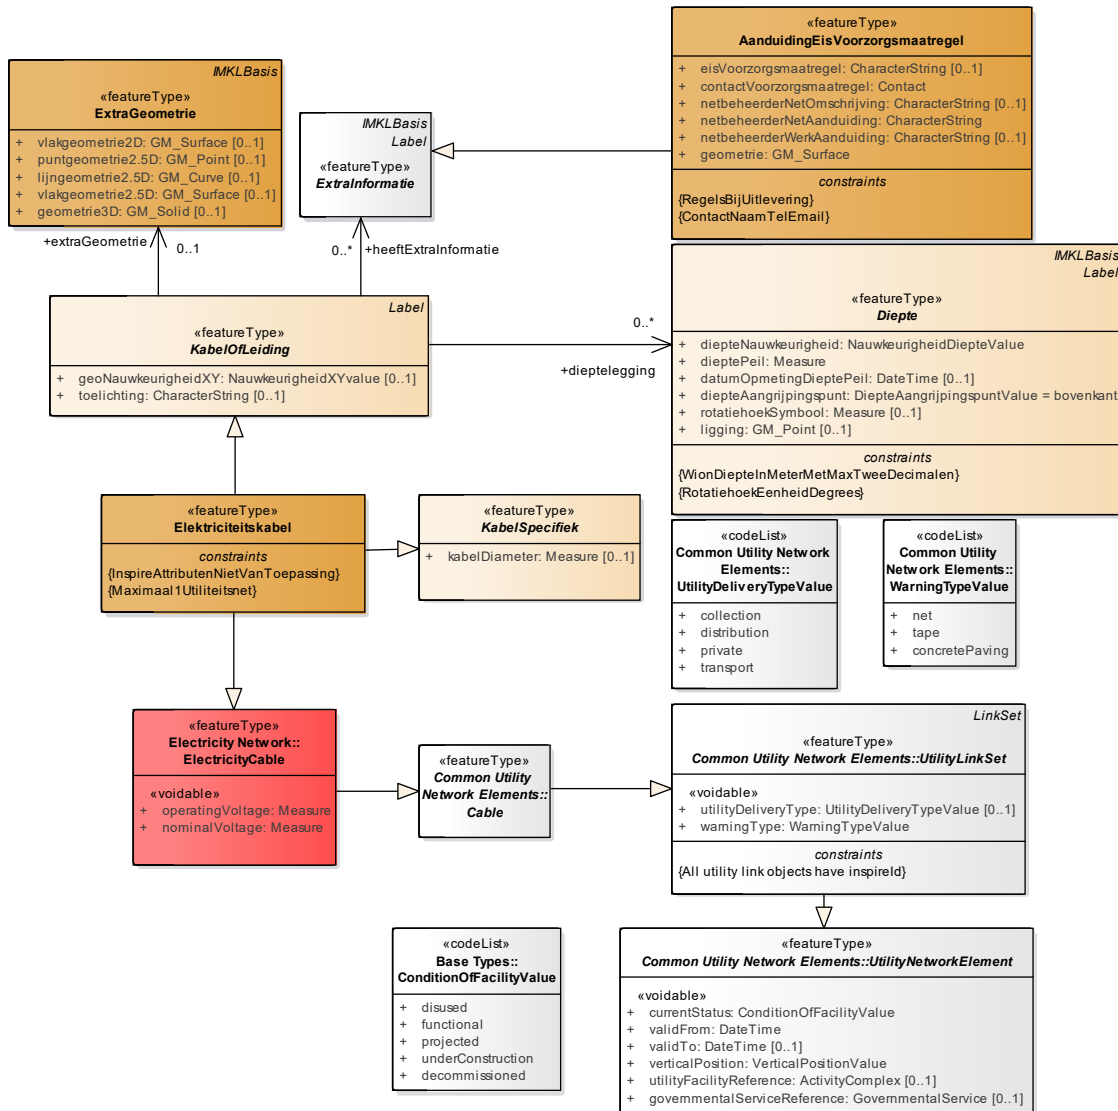 «featureType»
AanduidingEisVoorzorgsmaatregel
+ eisVoorzorgsmaatregel: CharacterString [0..1]
+ contactVoorzorgsmaatregel: Contact
+ netbeheerderNetOmschrijving: CharacterString [0..1]
+ netbeheerderNetAanduiding: CharacterString
+ netbeheerderWerkAanduiding: CharacterString [0..1]
+ geometrie: GM_Surface
constraints
{RegelsBijUitlevering}
{ContactNaamTelEmail}
IMKLBasis
«featureType»
ExtraGeometrie
+ vlakgeometrie2D: GM_Surface [0..1]
+ puntgeometrie2.5D: GM_Point [0..1]
+ lijngeometrie2.5D: GM_Curve [0..1]
+ vlakgeometrie2.5D: GM_Surface [0..1]
+ geometrie3D: GM_Solid [0..1]
IMKLBasis
Label
«featureType»
ExtraInformatie
+extraGeometrie
0..1
0..*
+heeftExtraInformatie
Label
«featureType»
KabelOfLeiding
+ geoNauwkeurigheidXY: NauwkeurigheidXYvalue [0..1]
+ toelichting: CharacterString [0..1]
0..*
+dieptelegging
IMKLBasis
Label
«featureType»
Diepte
+ diepteNauwkeurigheid: NauwkeurigheidDiepteValue
+ dieptePeil: Measure
+ datumOpmetingDieptePeil: DateTime [0..1]
+ diepteAangrijpingspunt: DiepteAangrijpingspuntValue = bovenkant
+ rotatiehoekSymbool: Measure [0..1]
+ ligging: GM_Point [0..1]
constraints
{WionDiepteInMeterMetMaxTweeDecimalen}
{RotatiehoekEenheidDegrees}
«featureType»
Elektriciteitskabel
constraints
{InspireAttributenNietVanToepassing}
{Maximaal1Utiliteitsnet}
«featureType»
KabelSpecifiek
+ kabelDiameter: Measure [0..1]
«codeList»
Common Utility Network
Elements::
UtilityDeliveryTypeValue
+ collection
+ distribution
+ private
+ transport
«codeList»
Common Utility
Network Elements::
WarningTypeValue
+ net
+ tape
+ concretePaving
«featureType»
Electricity Network::
ElectricityCable
«voidable»
+ operatingVoltage: Measure
+ nominalVoltage: Measure
«featureType»
Common Utility
Network Elements::
Cable
LinkSet
«featureType»
Common Utility Network Elements::UtilityLinkSet
«voidable»
+ utilityDeliveryType: UtilityDeliveryTypeValue [0..1]
+ warningType: WarningTypeValue
constraints
{All utility link objects have inspireId}
«codeList»
Base Types::
ConditionOfFacilityValue
+ disused
+ functional
+ projected
+ underConstruction
+ decommissioned
«featureType»
Common Utility Network Elements::UtilityNetworkElement
«voidable»
+ currentStatus: ConditionOfFacilityValue
+ validFrom: DateTime
+ validTo: DateTime [0..1]
+ verticalPosition: VerticalPositionValue
+ utilityFacilityReference: ActivityComplex [0..1]
+ governmentalServiceReference: GovernmentalService [0..1]